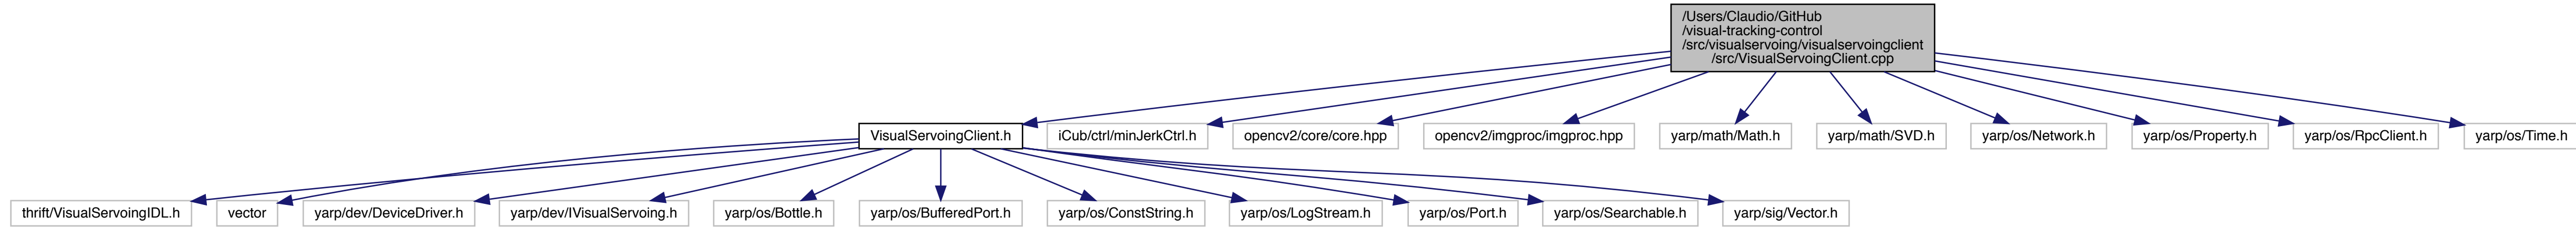 /Users/Claudio/GitHub
/visual-tracking-control
/src/visualservoing/visualservoingclient
/src/VisualServoingClient.cpp
VisualServoingClient.h
iCub/ctrl/minJerkCtrl.h
opencv2/core/core.hpp
opencv2/imgproc/imgproc.hpp
yarp/math/Math.h
yarp/math/SVD.h
yarp/os/Network.h
yarp/os/Property.h
yarp/os/RpcClient.h
yarp/os/Time.h
thrift/VisualServoingIDL.h
vector
yarp/dev/DeviceDriver.h
yarp/dev/IVisualServoing.h
yarp/os/Bottle.h
yarp/os/BufferedPort.h
yarp/os/ConstString.h
yarp/os/LogStream.h
yarp/os/Port.h
yarp/os/Searchable.h
yarp/sig/Vector.h